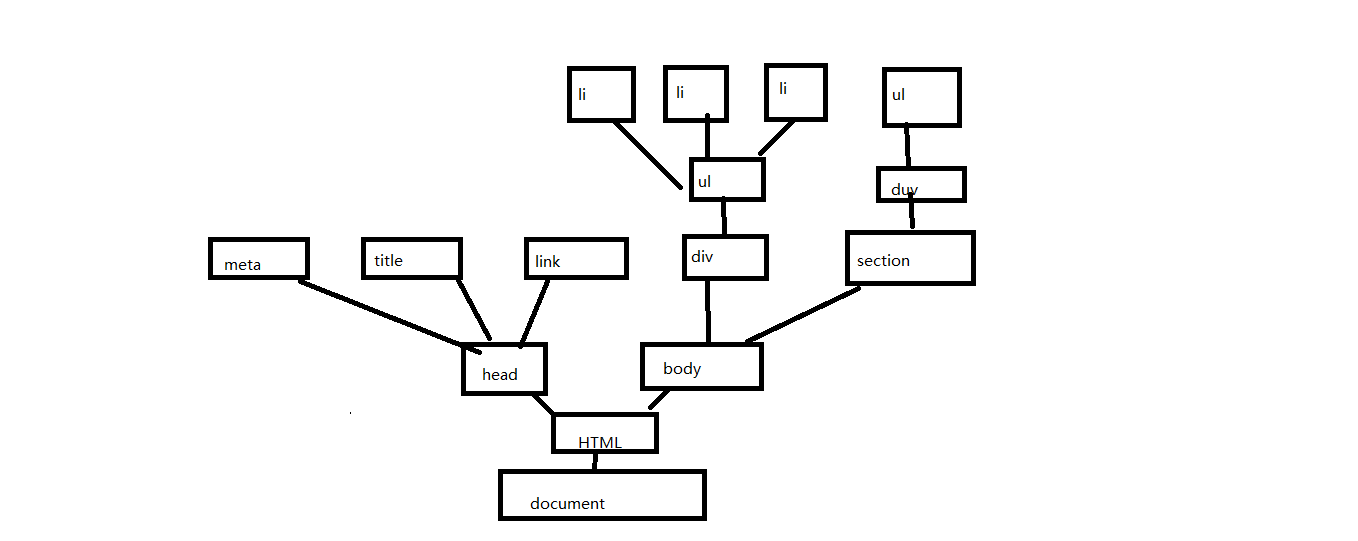 li
li
li
ul
ul
duv
meta
title
link
div
section
head
body
HTML
document